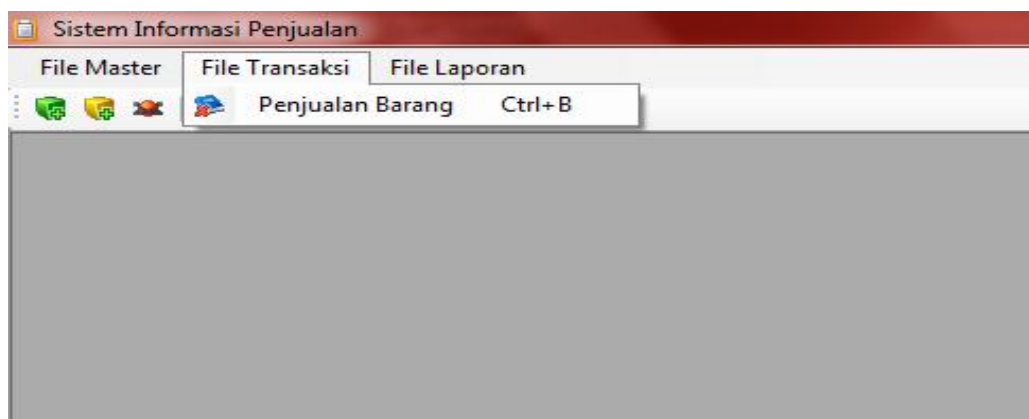 Sistem Informasi Penjualan
File Master File Transaksi File Laporan
Penjualan Barang Ctrl+B